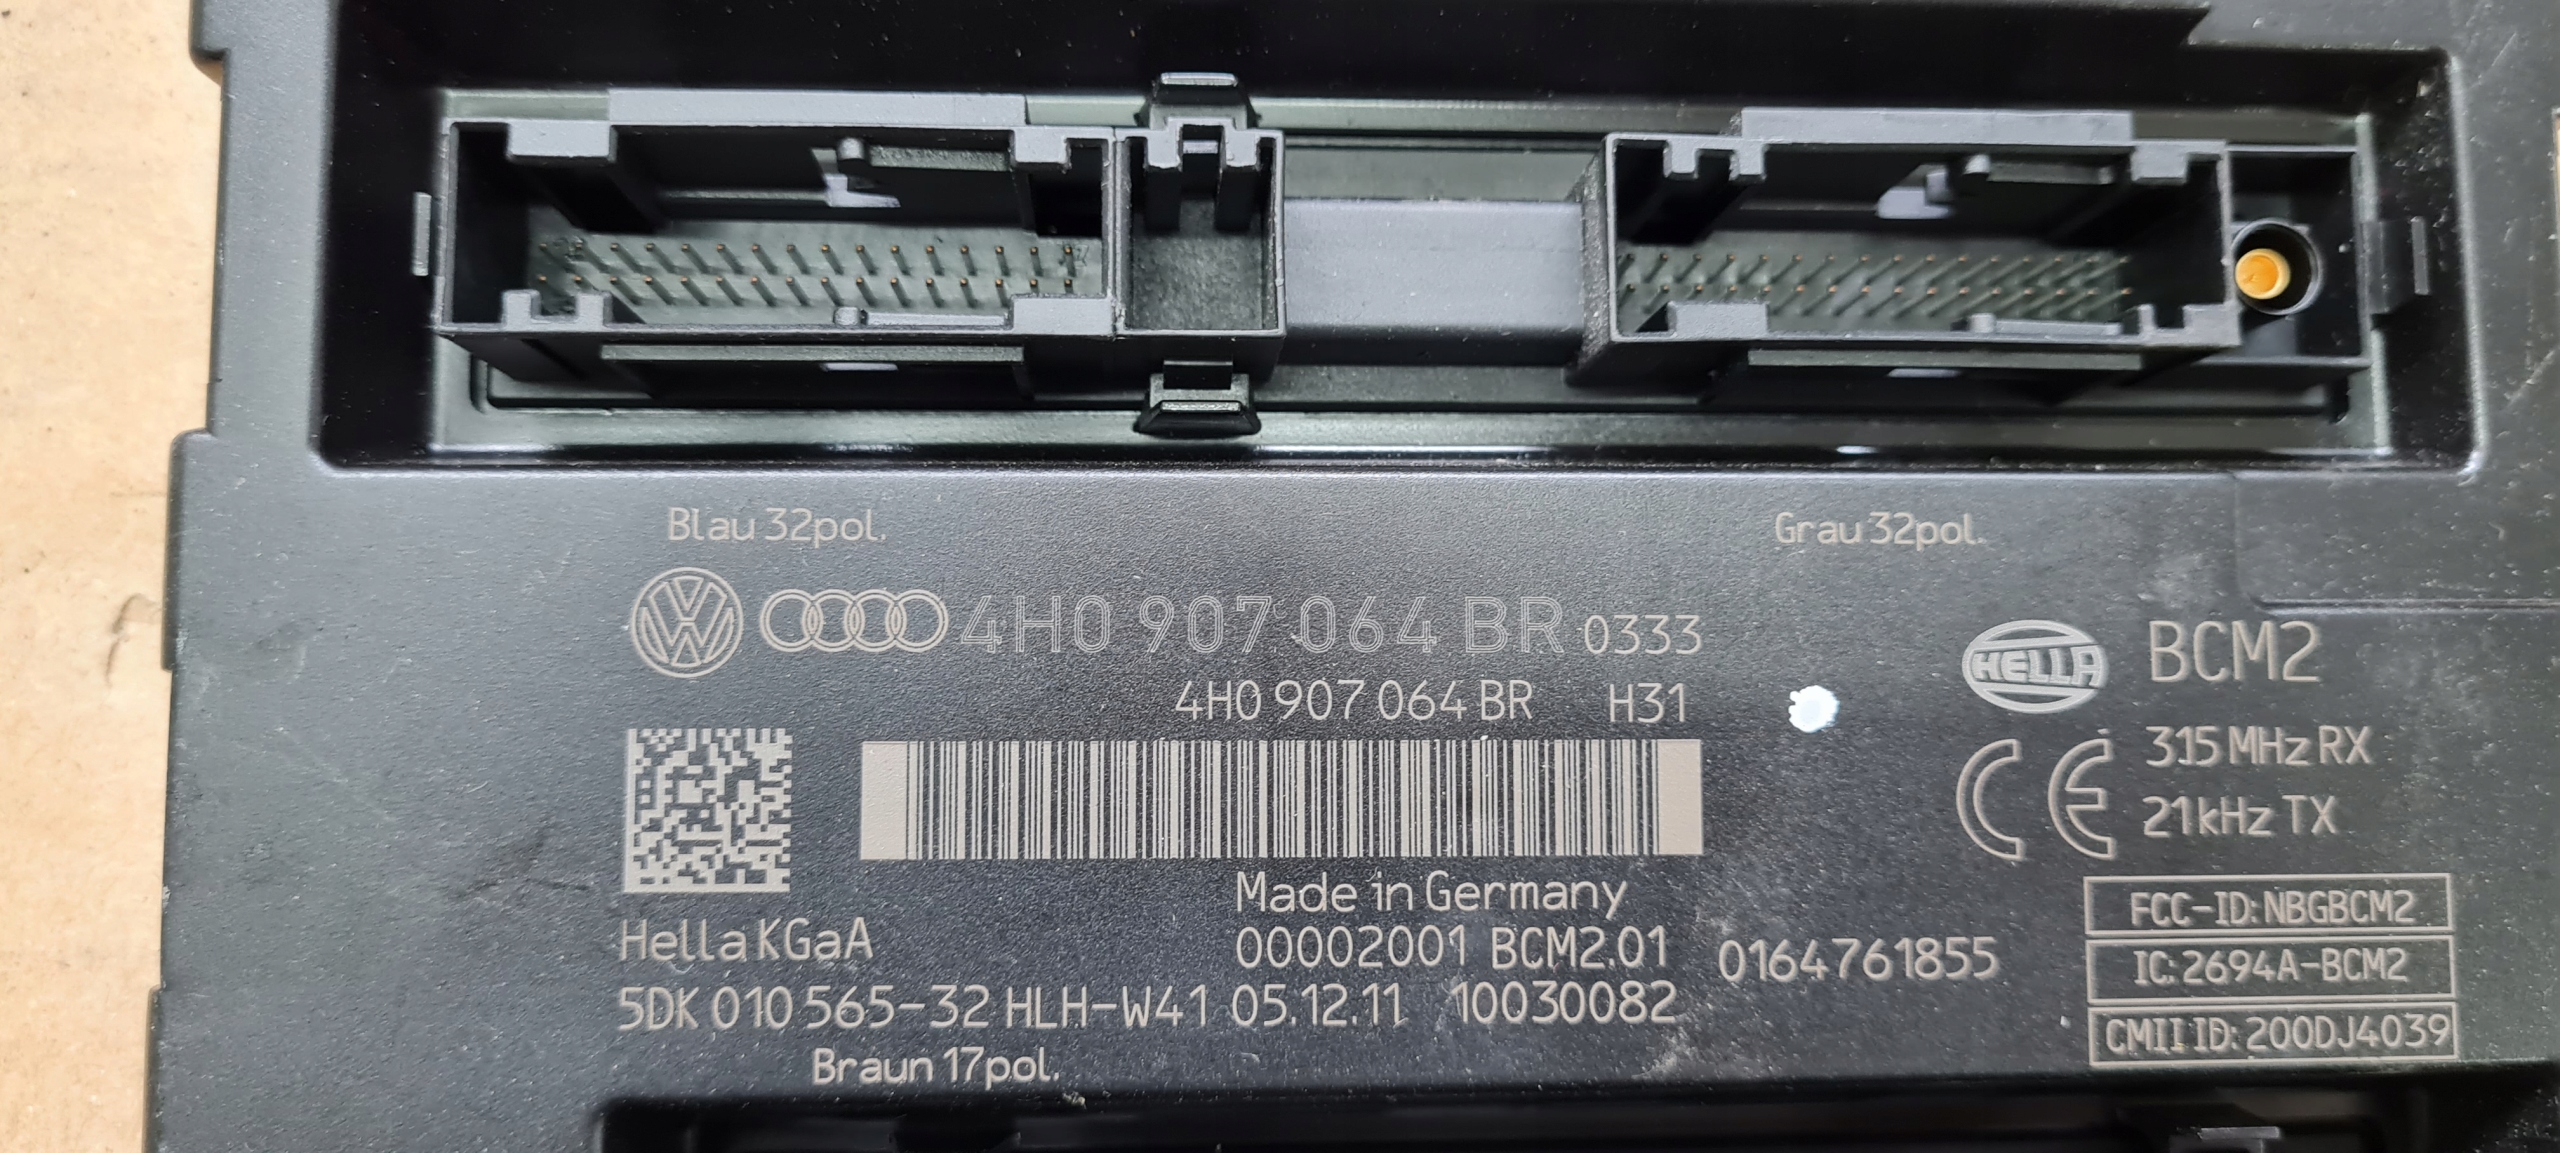 Blau 32pol.
Grau 32pol.
4H0 907 064 BR 0333
4H0 907 064 BR H31
HELLA
BCM2
315 MHz RX
21kHz TX
CE
Made in Germany
Hella KGaA
00002001 BCM2.01
0164761855
5DK 010 565-32 HLH-W41 05.12.11 10030082
Braun 17pol.
FCC-ID: NBGBCM2
IC: 2694A-BCM2
CMII ID: 200DJ4039